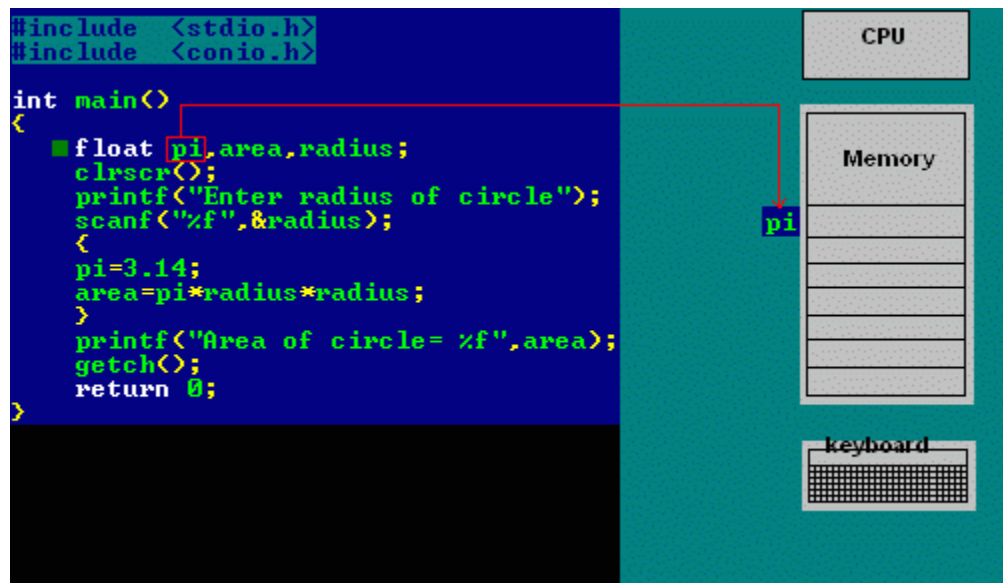 #include  <stdio.h>
#include  <conio.h>
int main()
{
float pi,area,radius;
clrscr();
printf("Enter radius of circle");
scanf("%f",&radius);
{
pi=3.14;
area=pi*radius*radius;
}
printf("Area of circle= %f",area);
getch();
return 0;
}
CPU
Memory
pi
keyboard